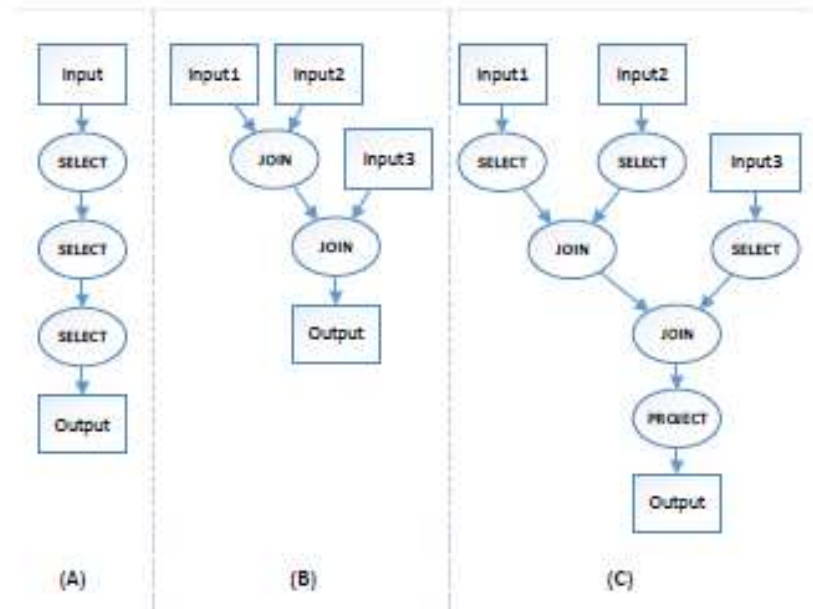 Input
SELECT
SELECT
SELECT
Output
(A)
Input1 Input2
JOIN
Input3
JOIN
Output
(B)
Input1 Input2
SELECT SELECT
Input3
JOIN
SELECT
JOIN
PROJECT
Output
(C)